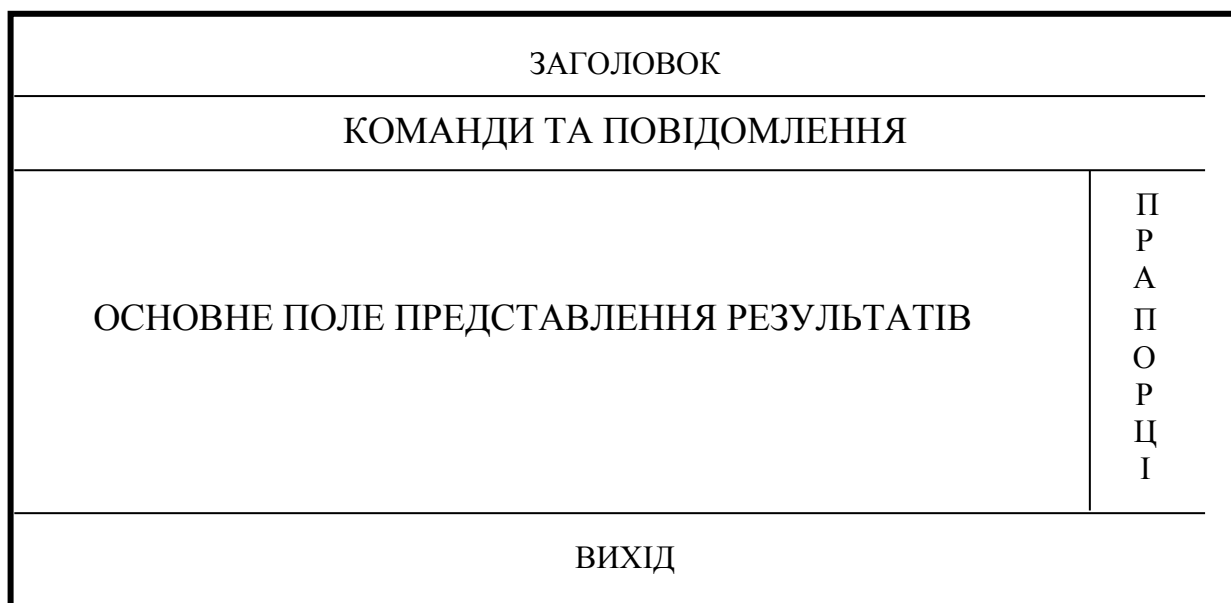 ЗАГОЛОВОК
КОМАНДИ ТА ПОВІДОМЛЕННЯ
ОСНОВНЕ ПОЛЕ ПРЕДСТАВЛЕННЯ РЕЗУЛЬТАТІВ
П
Р
А
П
О
Р
Ц
І
ВИХІД